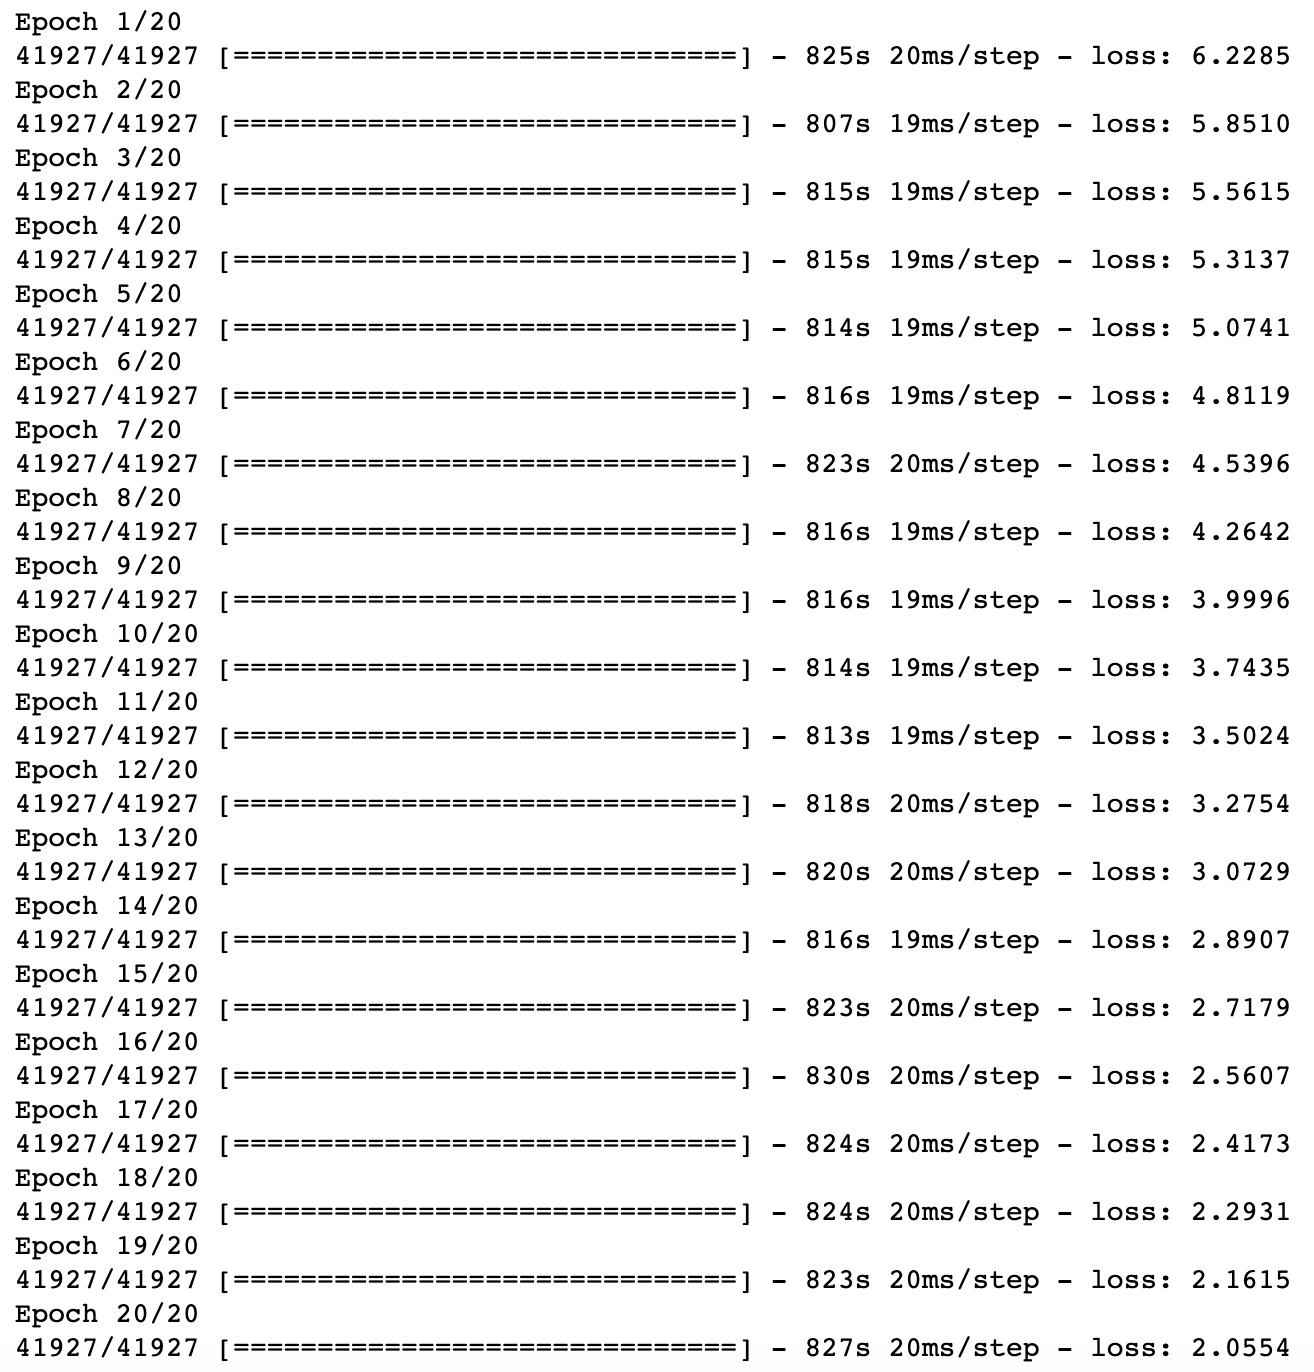 Epoch 1/20
41927/41927 [==============================] - 825s 20ms/step - loss: 6.2285
Epoch 2/20
41927/41927 [==============================] - 807s 19ms/step - loss: 5.8510
Epoch 3/20
41927/41927 [==============================] - 815s 19ms/step - loss: 5.5615
Epoch 4/20
41927/41927 [==============================] - 815s 19ms/step - loss: 5.3137
Epoch 5/20
41927/41927 [==============================] - 814s 19ms/step - loss: 5.0741
Epoch 6/20
41927/41927 [==============================] - 816s 19ms/step - loss: 4.8119
Epoch 7/20
41927/41927 [==============================] - 823s 20ms/step - loss: 4.5396
Epoch 8/20
41927/41927 [==============================] - 816s 19ms/step - loss: 4.2642
Epoch 9/20
41927/41927 [==============================] - 816s 19ms/step - loss: 3.9996
Epoch 10/20
41927/41927 [==============================] - 814s 19ms/step - loss: 3.7435
Epoch 11/20
41927/41927 [==============================] - 813s 19ms/step - loss: 3.5024
Epoch 12/20
41927/41927 [==============================] - 818s 20ms/step - loss: 3.2754
Epoch 13/20
41927/41927 [==============================] - 820s 20ms/step - loss: 3.0729
Epoch 14/20
41927/41927 [==============================] - 816s 19ms/step - loss: 2.8907
Epoch 15/20
41927/41927 [==============================] - 823s 20ms/step - loss: 2.7179
Epoch 16/20
41927/41927 [==============================] - 830s 20ms/step - loss: 2.5607
Epoch 17/20
41927/41927 [==============================] - 824s 20ms/step - loss: 2.4173
Epoch 18/20
41927/41927 [==============================] - 824s 20ms/step - loss: 2.2931
Epoch 19/20
41927/41927 [==============================] - 823s 20ms/step - loss: 2.1615
Epoch 20/20
41927/41927 [==============================] - 827s 20ms/step - loss: 2.0554